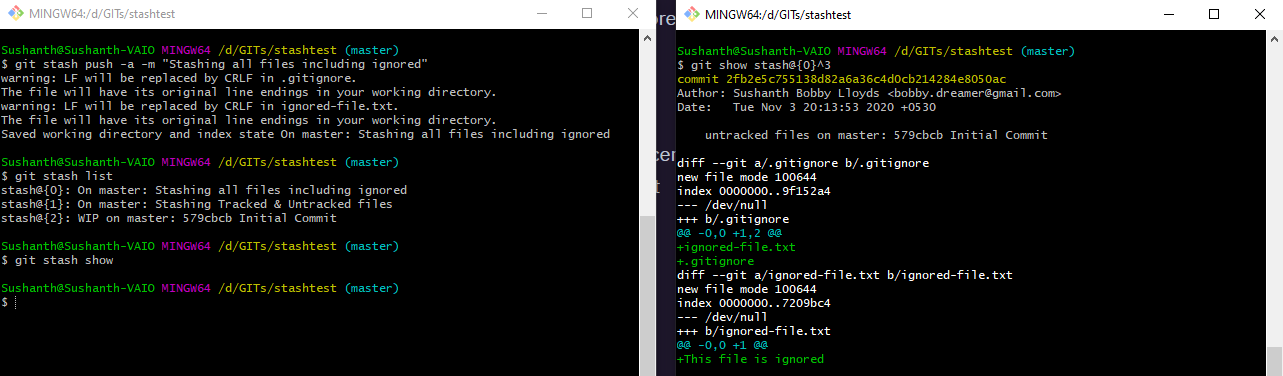 MINGW64:/d/GITs/stashtest
Sushanth@Sushanth-VAIO MINGW64 /d/GITs/stashtest (master)
$ git stash push -a -m "Stashing all files including ignored"
warning: LF will be replaced by CRLF in .gitignore.
The file will have its original line endings in your working directory.
warning: LF will be replaced by CRLF in ignored-file.txt.
The file will have its original line endings in your working directory.
Saved working directory and index state On master: Stashing all files including ignored
Sushanth@Sushanth-VAIO MINGW64 /d/GITs/stashtest (master)
$ git stash list
stash@{0}: On master: Stashing all files including ignored
stash@{1}: On master: Stashing Tracked & Untracked files
stash@{2}: WIP on master: 579cbcb Initial Commit
Sushanth@Sushanth-VAIO MINGW64 /d/GITs/stashtest (master)
$ git stash show
Sushanth@Sushanth-VAIO MINGW64 /d/GITs/stashtest (master)
$
MINGW64:/d/GITs/stashtest
Sushanth@Sushanth-VAIO MINGW64 /d/GITs/stashtest (master)
$ git show stash@{0}^3
commit 2fb2e5c755138d82a6a36c4d0cb214284e8050ac
Author: Sushanth Bobby Lloyds <bobby.dreamer@gmail.com>
Date:   Tue Nov 3 20:13:53 2020 +0530
untracked files on master: 579cbcb Initial Commit
diff --git a/.gitignore b/.gitignore
new file mode 100644
index 0000000..9f152a4
--- /dev/null
+++ b/.gitignore
@@ -0,0 +1,2 @@
+ignored-file.txt
+.gitignore
diff --git a/ignored-file.txt b/ignored-file.txt
new file mode 100644
index 0000000..7209bc4
--- /dev/null
+++ b/ignored-file.txt
@@ -0,0 +1 @@
+This file is ignored